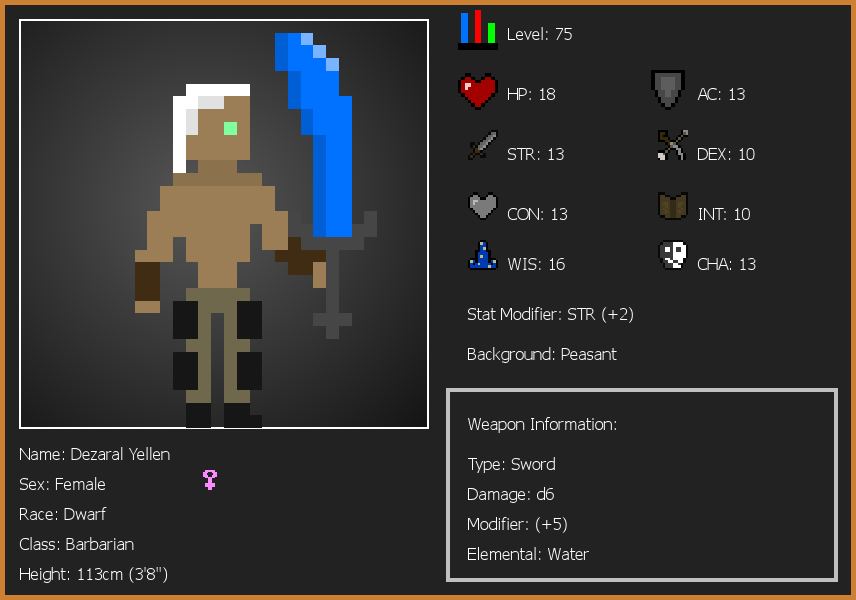 Level: 75
HP: 18
AC: 13
STR: 13
DEX: 10
CON: 13
INT: 10
WIS: 16
CHA: 13
Stat Modifier: STR (+2)
Background: Peasant
Weapon Information:
Type: Sword
Damage: d6
Modifier: (+5)
Elemental: Water
Name: Dezaral Yellen
Sex: Female
Race: Dwarf
Class: Barbarian
Height: 113cm (3'8")